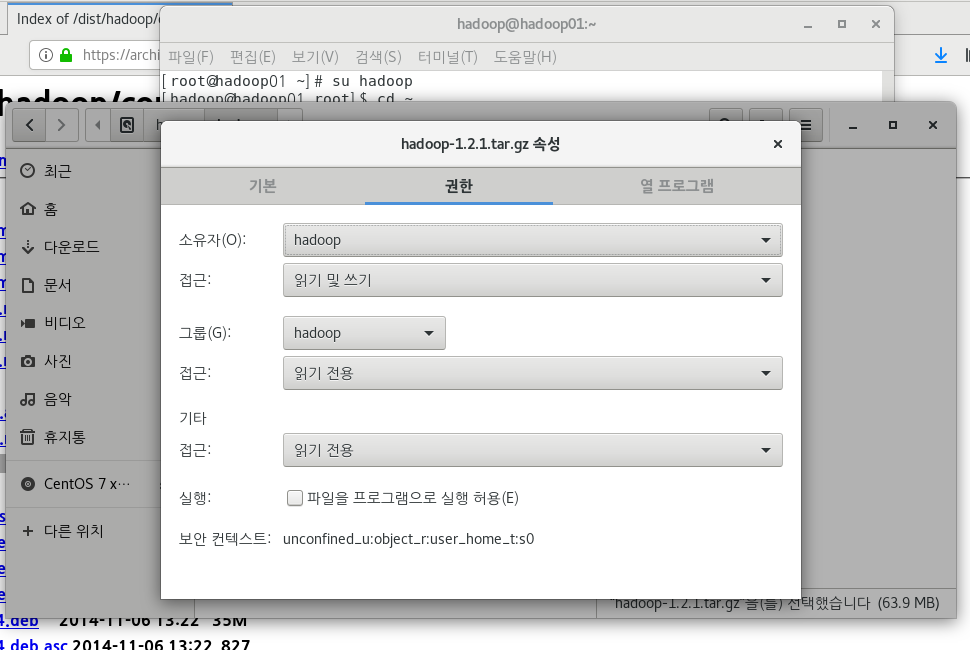 Index of /dist/hadoop/c
hadoop@hadoop01:~
https://archi
파일(F) 편집(E) 보기(V) 검색(S) 터미널(T) 도움말(H)
[root@hadoop01 ~]# su hadoop
[hadoop@hadoop01 root]$ cd ~
hadoop/co
hadoop-1.2.1.tar.gz 속성
기본 권한 열 프로그램
최근
홈
다운로드
문서
비디오
사진
음악
휴지통
CentOS 7 x…
다른 위치
소유자(O): hadoop
접근: 읽기 및 쓰기
그룹(G): hadoop
접근: 읽기 전용
기타
접근: 읽기 전용
실행: 파일을 프로그램으로 실행 허용(E)
보안 컨텍스트: unconfined_u:object_r:user_home_t:s0
"hadoop-1.2.1.tar.gz"을(를) 선택했습니다 (63.9 MB)
4.deb 2014-11-06 13:22 35M
4.deb.asc 2014-11-06 13:22 827